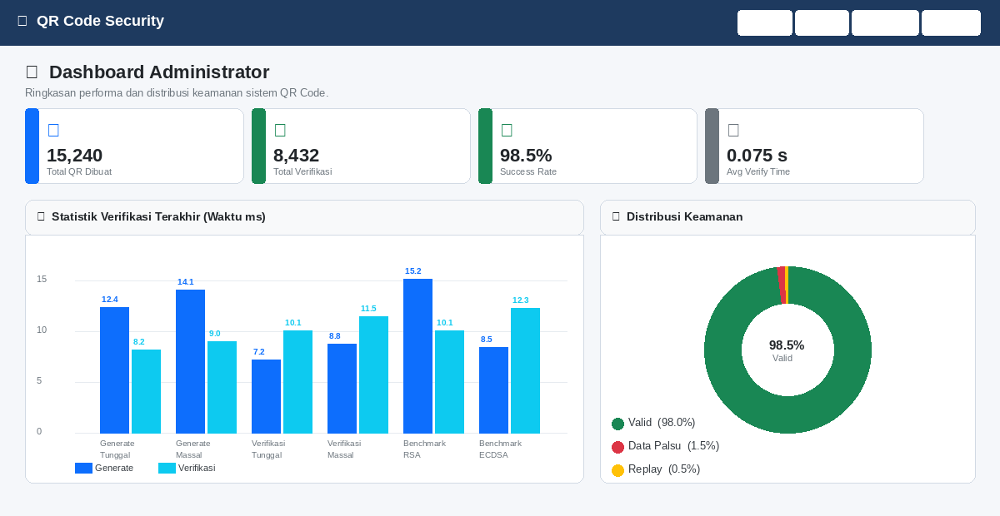 QR Code Security
Dashboard Administrator
Ringkasan performa dan distribusi keamanan sistem QR Code.
15,240
Total QR Dibuat
8,432
Total Verifikasi
98.5%
Success Rate
0.075 s
Avg Verify Time
Statistik Verifikasi Terakhir (Waktu ms)
15
10
5
0
12.4
8.2
14.1
9.0
7.2
10.1
8.8
11.5
15.2
10.1
8.5
12.3
Generate
Tunggal
Generate
Massal
Verifikasi
Tunggal
Verifikasi
Massal
Benchmark
RSA
Benchmark
ECDSA
Generate
Verifikasi
Distribusi Keamanan
98.5%
Valid
Valid (98.0%)
Data Palsu (1.5%)
Replay (0.5%)